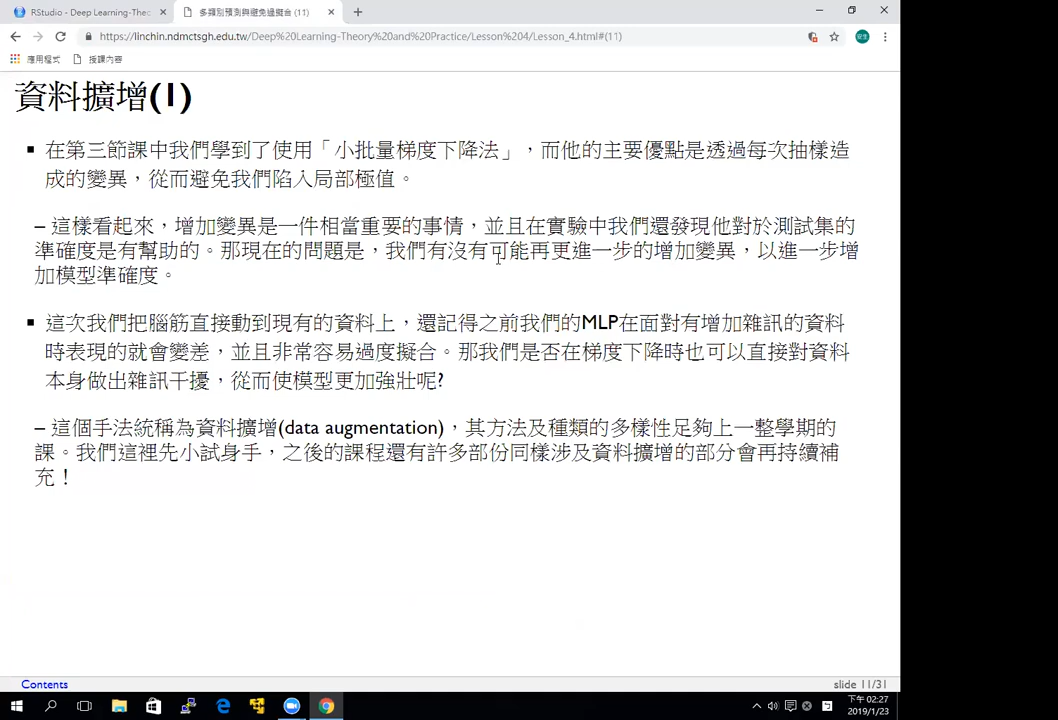 RStudio - Deep Learning-Theo
多類別預測與避免過擬合 (11)
https://linchin.ndmctsgh.edu.tw/Deep%20Learning-Theory%20and%20Practice/Lesson%204/Lesson_4.html#(11)
應用程式 授課內容
資料擴增(1)
▪ 在第三節課中我們學到了使用「小批量梯度下降法」，而他的主要優點是透過每次抽樣造
成的變異，從而避免我們陷入局部極值。
– 這樣看起來，增加變異是一件相當重要的事情，並且在實驗中我們還發現他對於測試集的
準確度是有幫助的。那現在的問題是，我們有沒有可能再更進一步的增加變異，以進一步增
加模型準確度。
▪ 這次我們把腦筋直接動到現有的資料上，還記得之前我們的MLP在面對有增加雜訊的資料
時表現的就會變差，並且非常容易過度擬合。那我們是否在梯度下降時也可以直接對資料
本身做出雜訊干擾，從而使模型更加強壯呢?
– 這個手法統稱為資料擴增(data augmentation)，其方法及種類的多樣性足夠上一整學期的
課。我們這裡先小試身手，之後的課程還有許多部份同樣涉及資料擴增的部分會再持續補
充！
Contents
slide 11/31
下午 02:27
2019/1/23